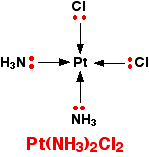 Cl
H3N Pt Cl
NH3
Pt(NH3)2Cl2